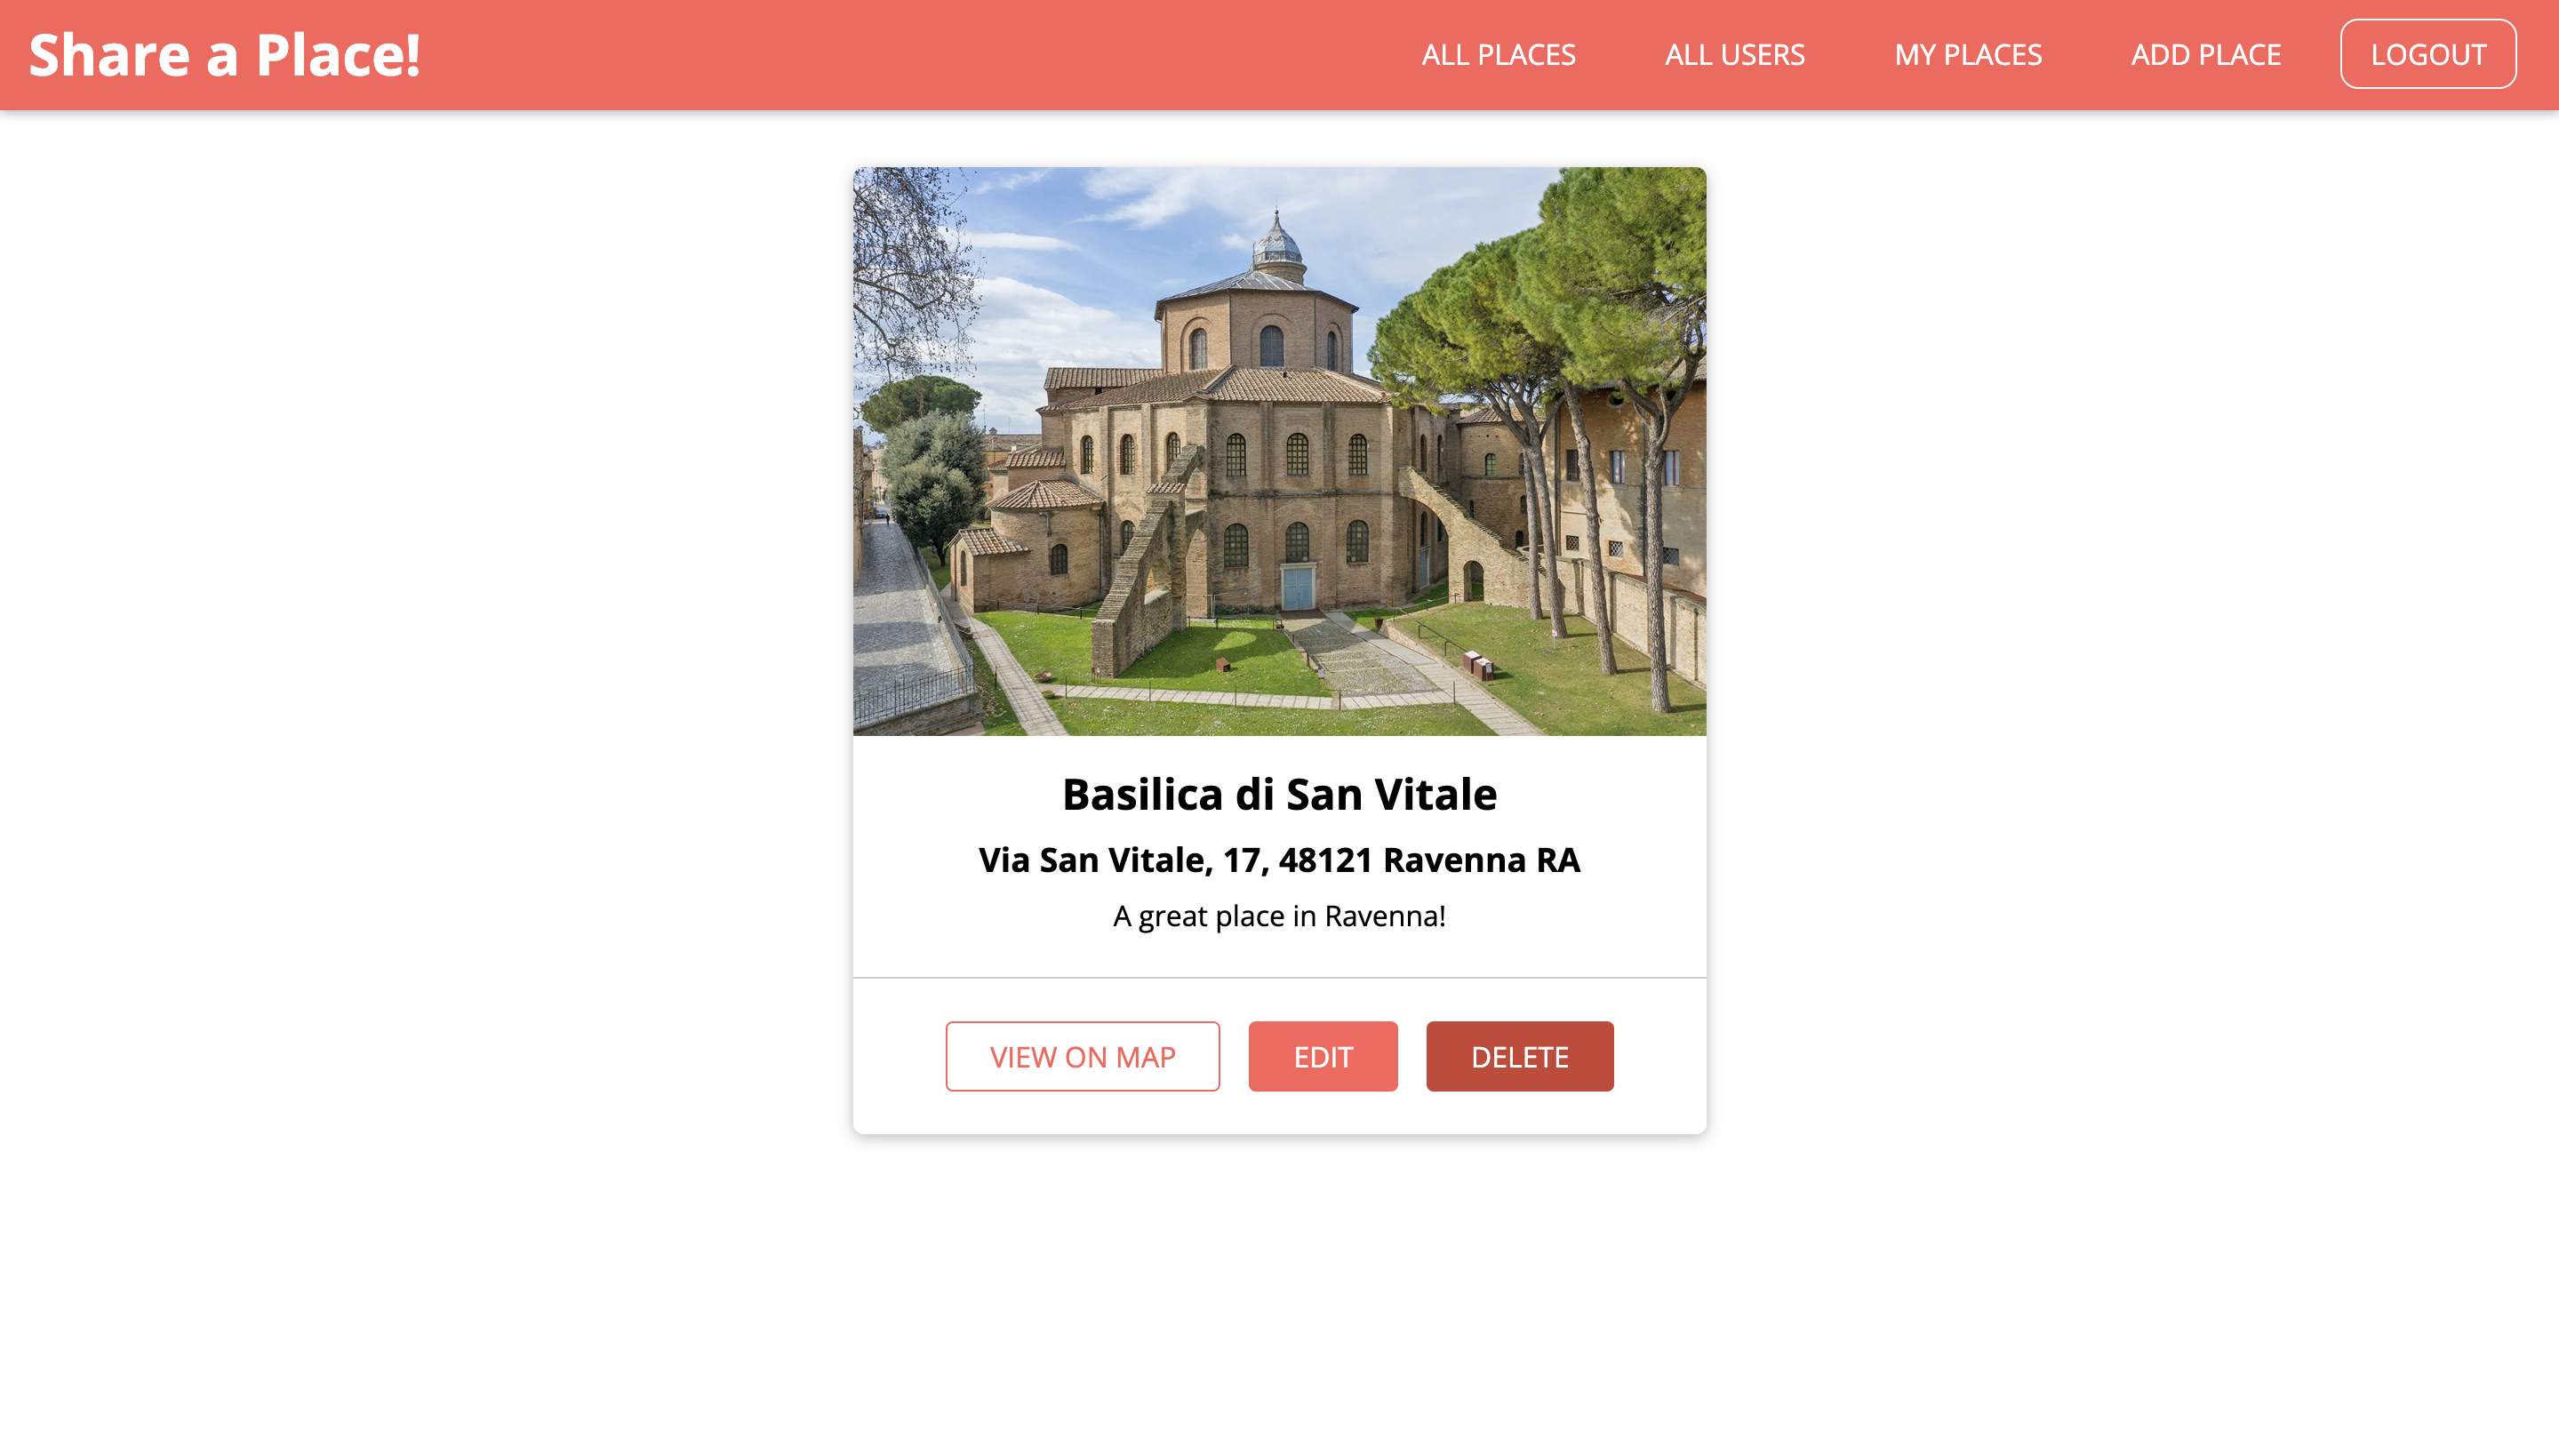 Share a Place!
ALL PLACES
ALL USERS
MY PLACES
ADD PLACE
LOGOUT
Basilica di San Vitale
Via San Vitale, 17, 48121 Ravenna RA
A great place in Ravenna!
VIEW ON MAP
EDIT
DELETE